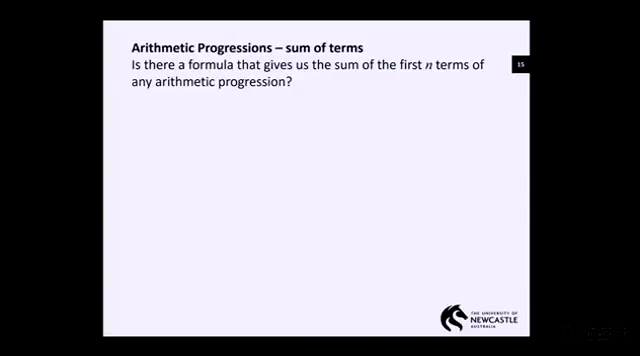 Arithmetic Progressions – sum of terms
Is there a formula that gives us the sum of the first n terms of
any arithmetic progression?
15
THE UNIVERSITY OF
NEWCASTLE
AUSTRALIA